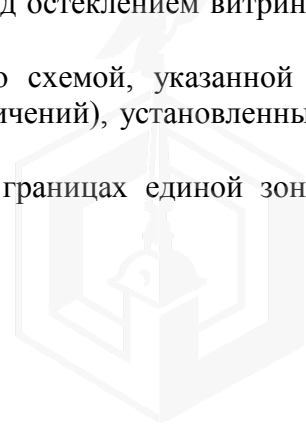 д остеклением витрин
о схемой, указанной
ичений), установленны
границах единой зон